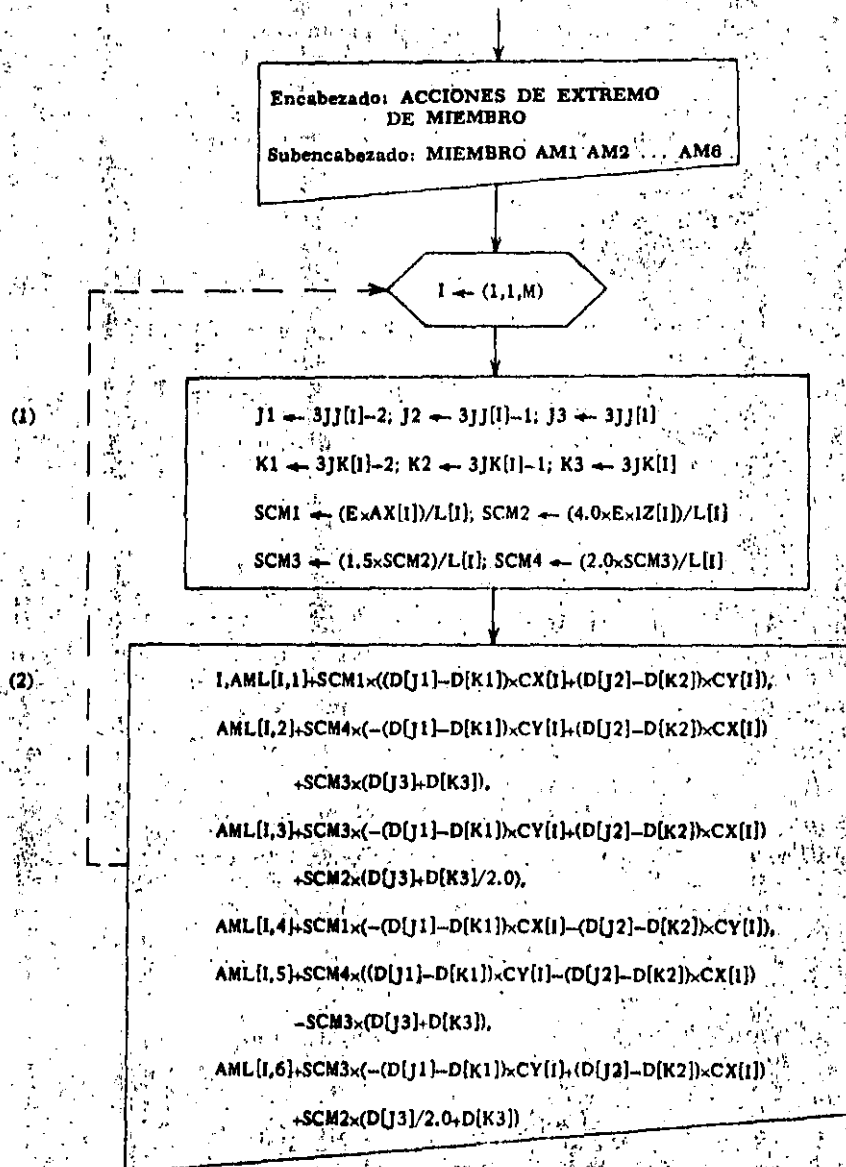 Encabezado: ACCIONES DE EXTREMO
DE MIEMBRO
Subencabezado: MIEMBRO AM1 AM2 ... AM6
I ← (1,1,M)
(1)
J1 ← 3JJ[I]-2; J2 ← 3JJ[I]-1; J3 ← 3JJ[I]
K1 ← 3JK[I]-2; K2 ← 3JK[I]-1; K3 ← 3JK[I]
SCM1 ← (E×AX[I])/L[I]; SCM2 ← (4.0×E×IZ[I])/L[I]
SCM3 ← (1.5×SCM2)/L[I]; SCM4 ← (2.0×SCM3)/L[I]
(2)
I,AML[I,1]+SCM1×((D[J1]-D[K1])×CX[I]+(D[J2]-D[K2])×CY[I]),
AML[I,2]+SCM4×(-(D[J1]-D[K1])×CY[I]+(D[J2]-D[K2])×CX[I])
+SCM3×(D[J3]+D[K3]),
AML[I,3]+SCM3×(-(D[J1]-D[K1])×CY[I]+(D[J2]-D[K2])×CX[I])
+SCM2×(D[J3]+D[K3]/2.0),
AML[I,4]+SCM1×(-(D[J1]-D[K1])×CX[I]-(D[J2]-D[K2])×CY[I]),
AML[I,5]+SCM4×((D[J1]-D[K1])×CY[I]-(D[J2]-D[K2])×CX[I])
-SCM3×(D[J3]+D[K3]),
AML[I,6]+SCM3×(-(D[J1]-D[K1])×CY[I]+(D[J2]-D[K2])×CX[I])
+SCM2×(D[J3]/2.0+D[K3])